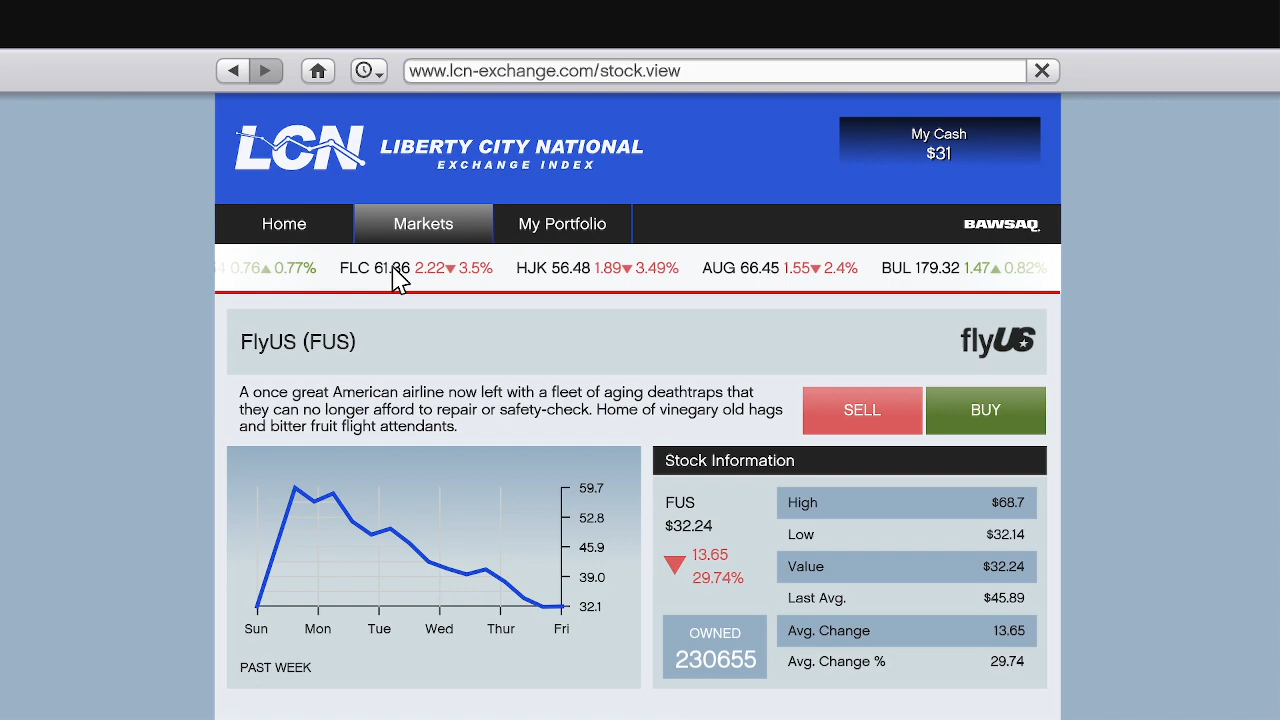 www.lcn-exchange.com/stock.view
LCN LIBERTY CITY NATIONAL
EXCHANGE INDEX
My Cash
$31
Home Markets My Portfolio BAWSAQ
0.76▲0.77% FLC 61.36 2.22▼3.5% HJK 56.48 1.89▼3.49% AUG 66.45 1.55▼2.4% BUL 179.32 1.47▲0.82%
FlyUS (FUS) flyUS
A once great American airline now left with a fleet of aging deathtraps that
they can no longer afford to repair or safety-check. Home of vinegary old hags
and bitter fruit flight attendants.
SELL BUY
59.7
52.8
45.9
39.0
32.1
Sun Mon Tue Wed Thur Fri
PAST WEEK
Stock Information
FUS
$32.24
▼ 13.65
29.74%
OWNED
230655
High $68.7
Low $32.14
Value $32.24
Last Avg. $45.89
Avg. Change 13.65
Avg. Change % 29.74